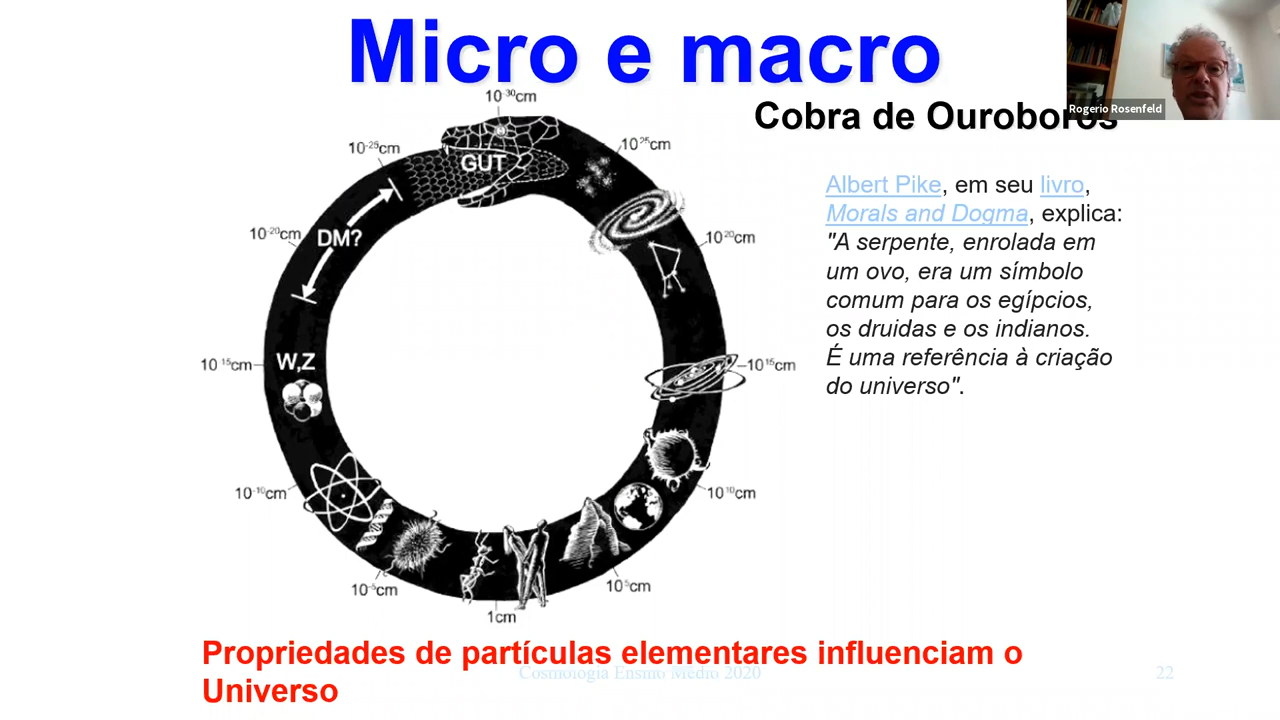 Micro e macro
Rogerio Rosenfeld
Cobra de Ouroboros
10⁻³⁰cm
10⁻²⁵cm
10²⁵cm
GUT
10⁻²⁰cm
DM?
10²⁰cm
10⁻¹⁵cm
W,Z
10¹⁵cm
10⁻¹⁰cm
10¹⁰cm
10⁻⁵cm
10⁵cm
1cm
Albert Pike, em seu livro,
Morals and Dogma, explica:
"A serpente, enrolada em
um ovo, era um símbolo
comum para os egípcios,
os druidas e os indianos.
É uma referência à criação
do universo".
Propriedades de partículas elementares influenciam o
Universo
Cosmologia Ensino Médio 2020
22